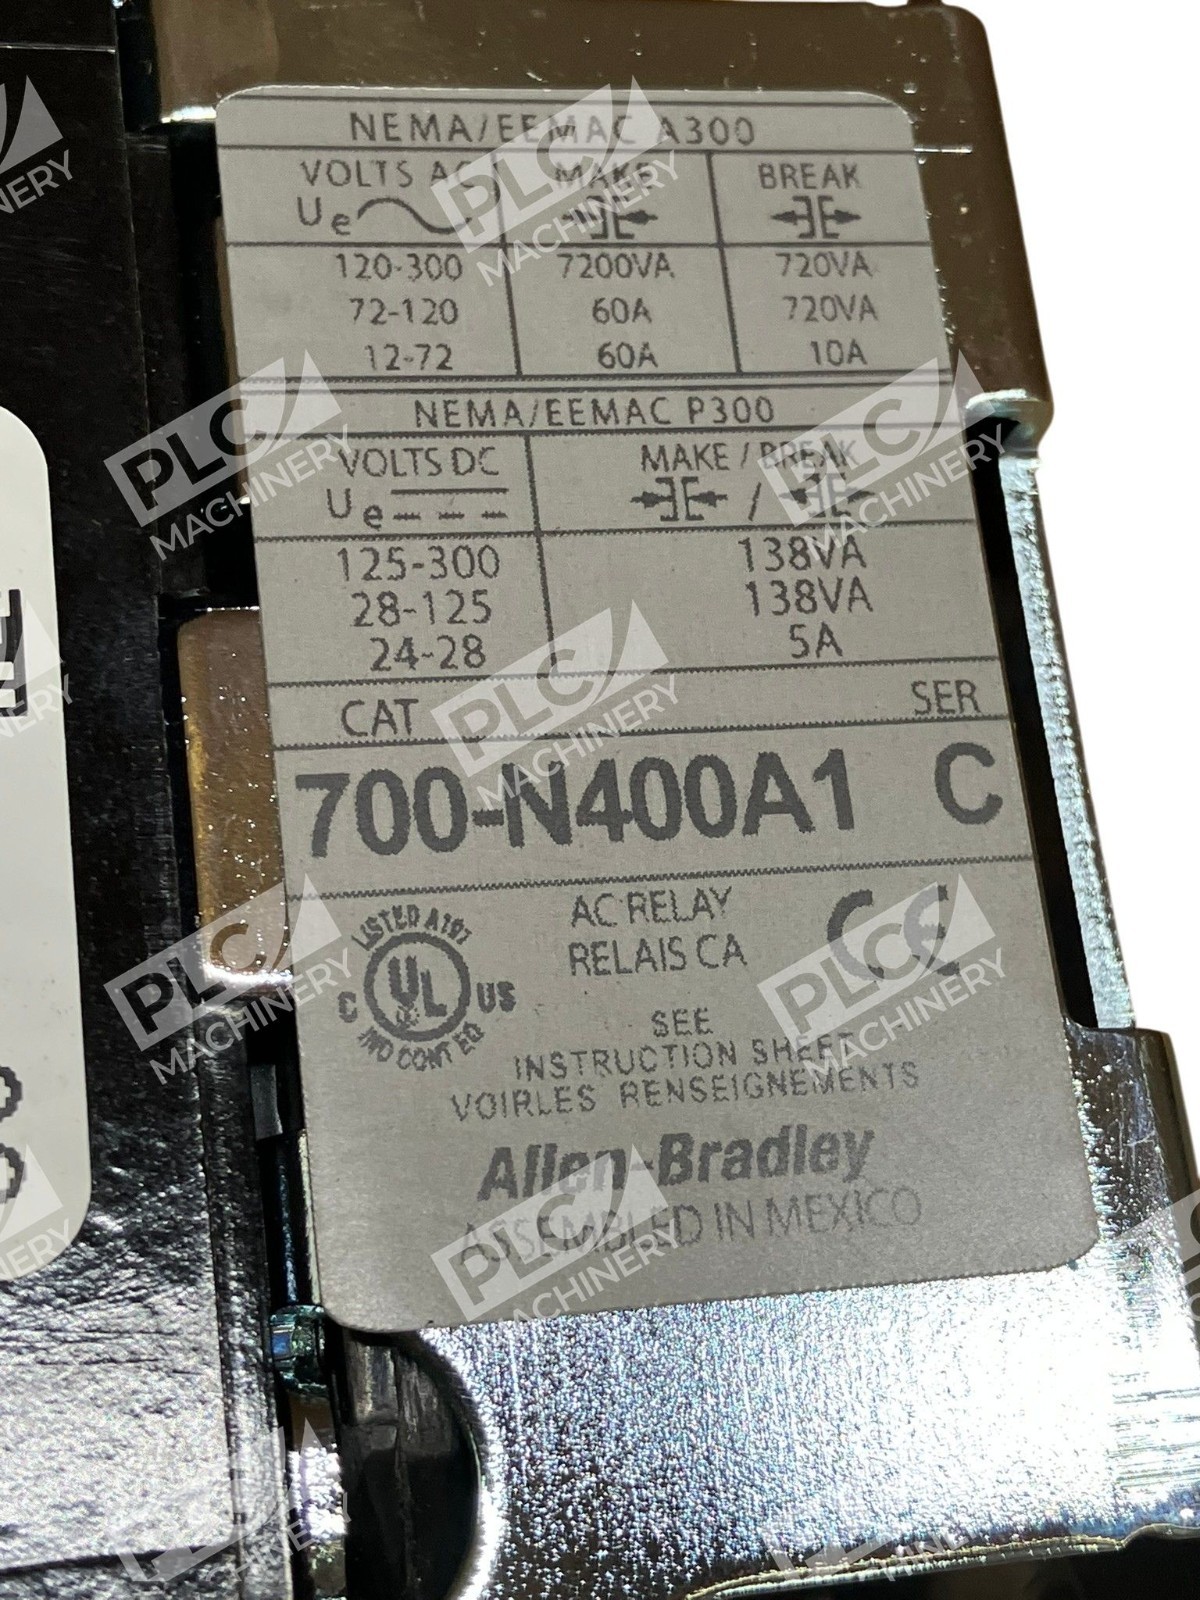 NEMA/EEMAC A300
VOLTS AC MAKE BREAK
Ue
120-300 7200VA 720VA
72-120 60A 720VA
12-72 60A 10A
NEMA/EEMAC P300
VOLTS DC MAKE / BREAK
Ue /
125-300 138VA
28-125 138VA
24-28 5A
CAT SER
700-N400A1 C
LISTED A197
C UL US
IND CONT EQ
AC RELAY
RELAIS CA
CE
SEE
INSTRUCTION SHEET
VOIRLES RENSEIGNEMENTS
Allen-Bradley
ASSEMBLED IN MEXICO
PLC MACHINERY